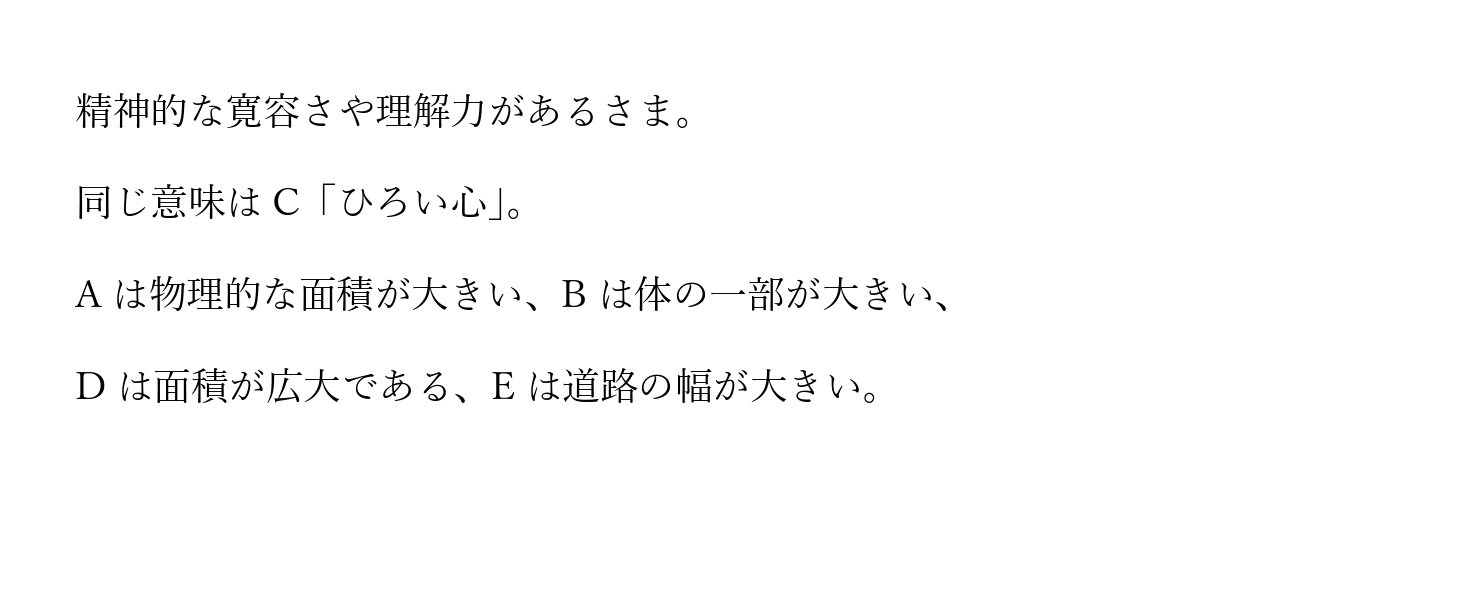 精神的な寛容さや理解力があるさま。
同じ意味は C「ひろい心」。
A は物理的な面積が大きい、B は体の一部が大きい、
D は面積が広大である、E は道路の幅が大きい。